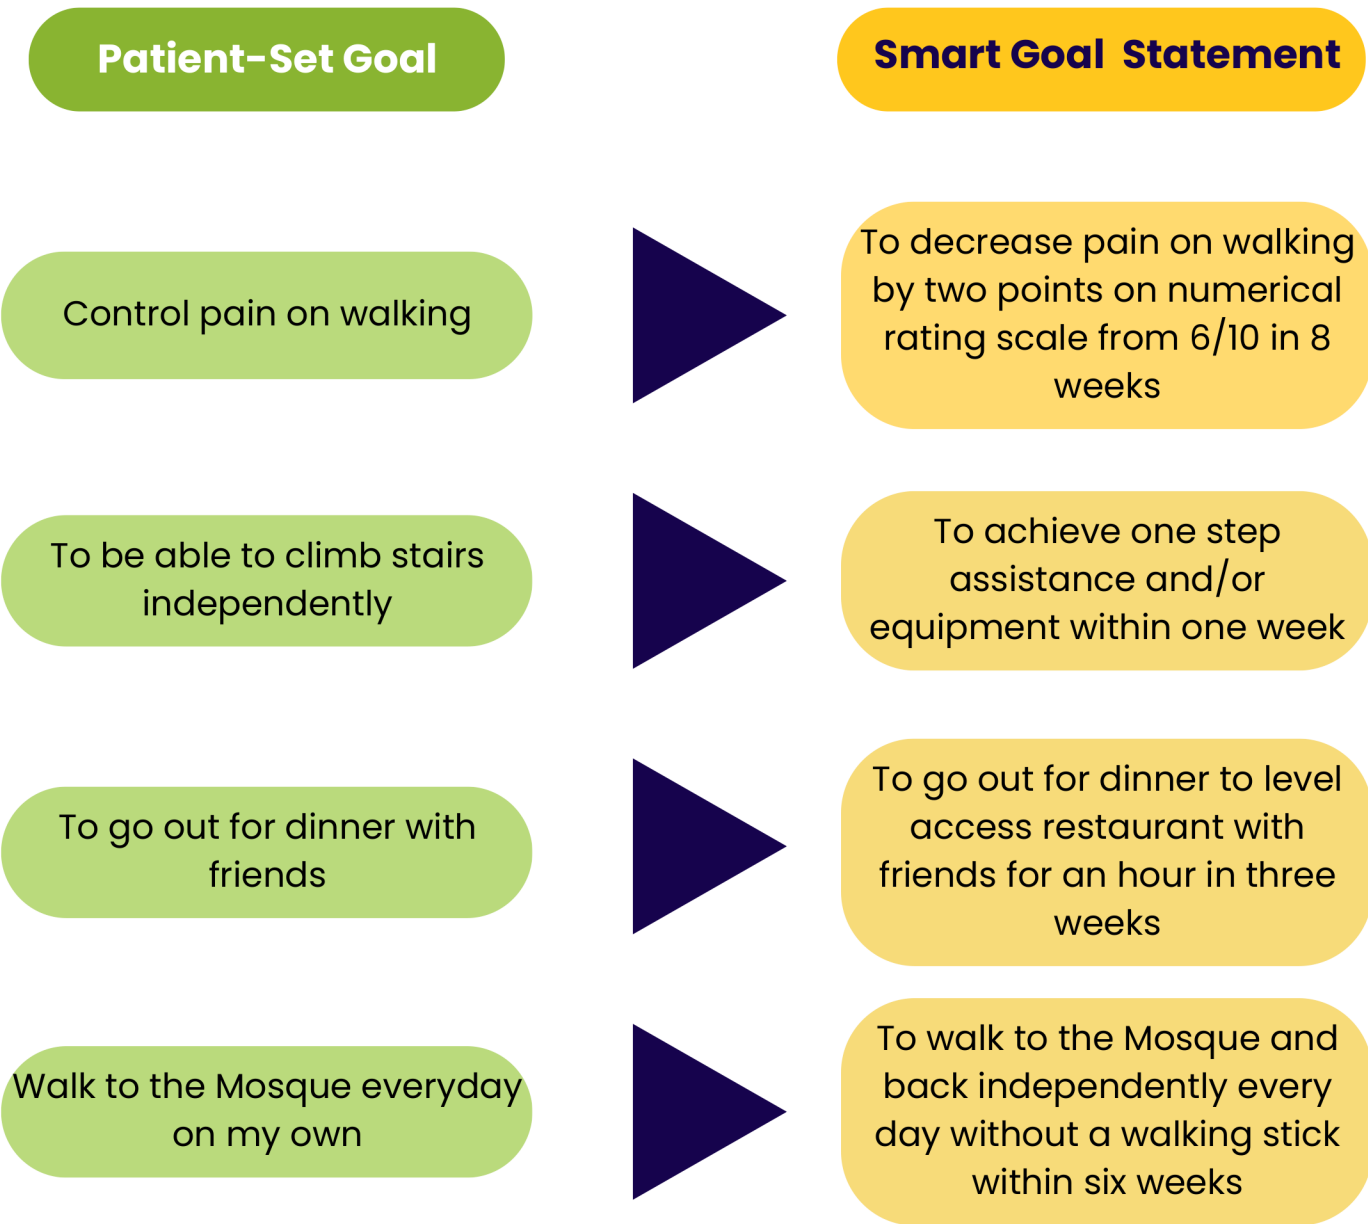 Patient-Set Goal
Smart Goal  Statement
Control pain on walking
To decrease pain on walking
by two points on numerical
rating scale from 6/10 in 8
weeks
To be able to climb stairs
independently
To achieve one step
assistance and/or
equipment within one week
To go out for dinner with
friends
To go out for dinner to level
access restaurant with
friends for an hour in three
weeks
Walk to the Mosque everyday
on my own
To walk to the Mosque and
back independently every
day without a walking stick
within six weeks